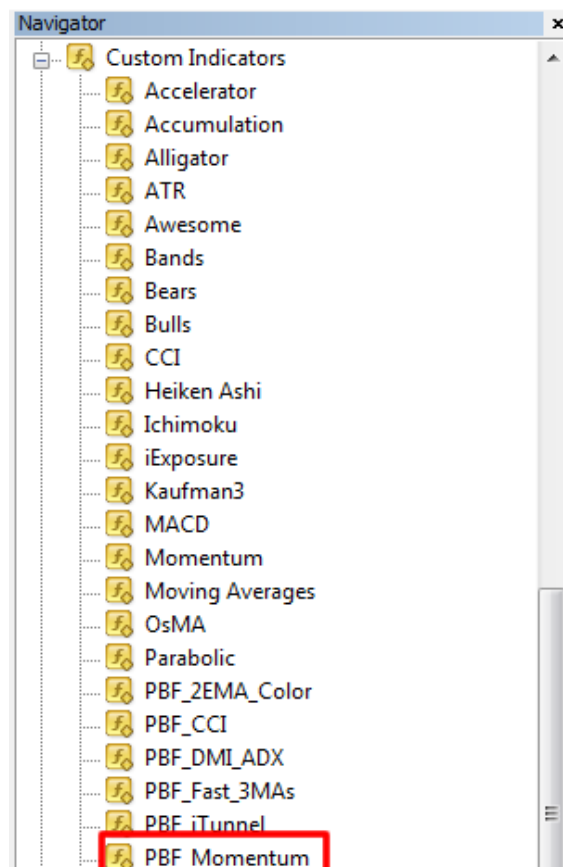 Navigator
Custom Indicators
Accelerator
Accumulation
Alligator
ATR
Awesome
Bands
Bears
Bulls
CCI
Heiken Ashi
Ichimoku
iExposure
Kaufman3
MACD
Momentum
Moving Averages
OsMA
Parabolic
PBF_2EMA_Color
PBF_CCI
PBF_DMI_ADX
PBF_Fast_3MAs
PBF_iTunnel
PBF_Momentum